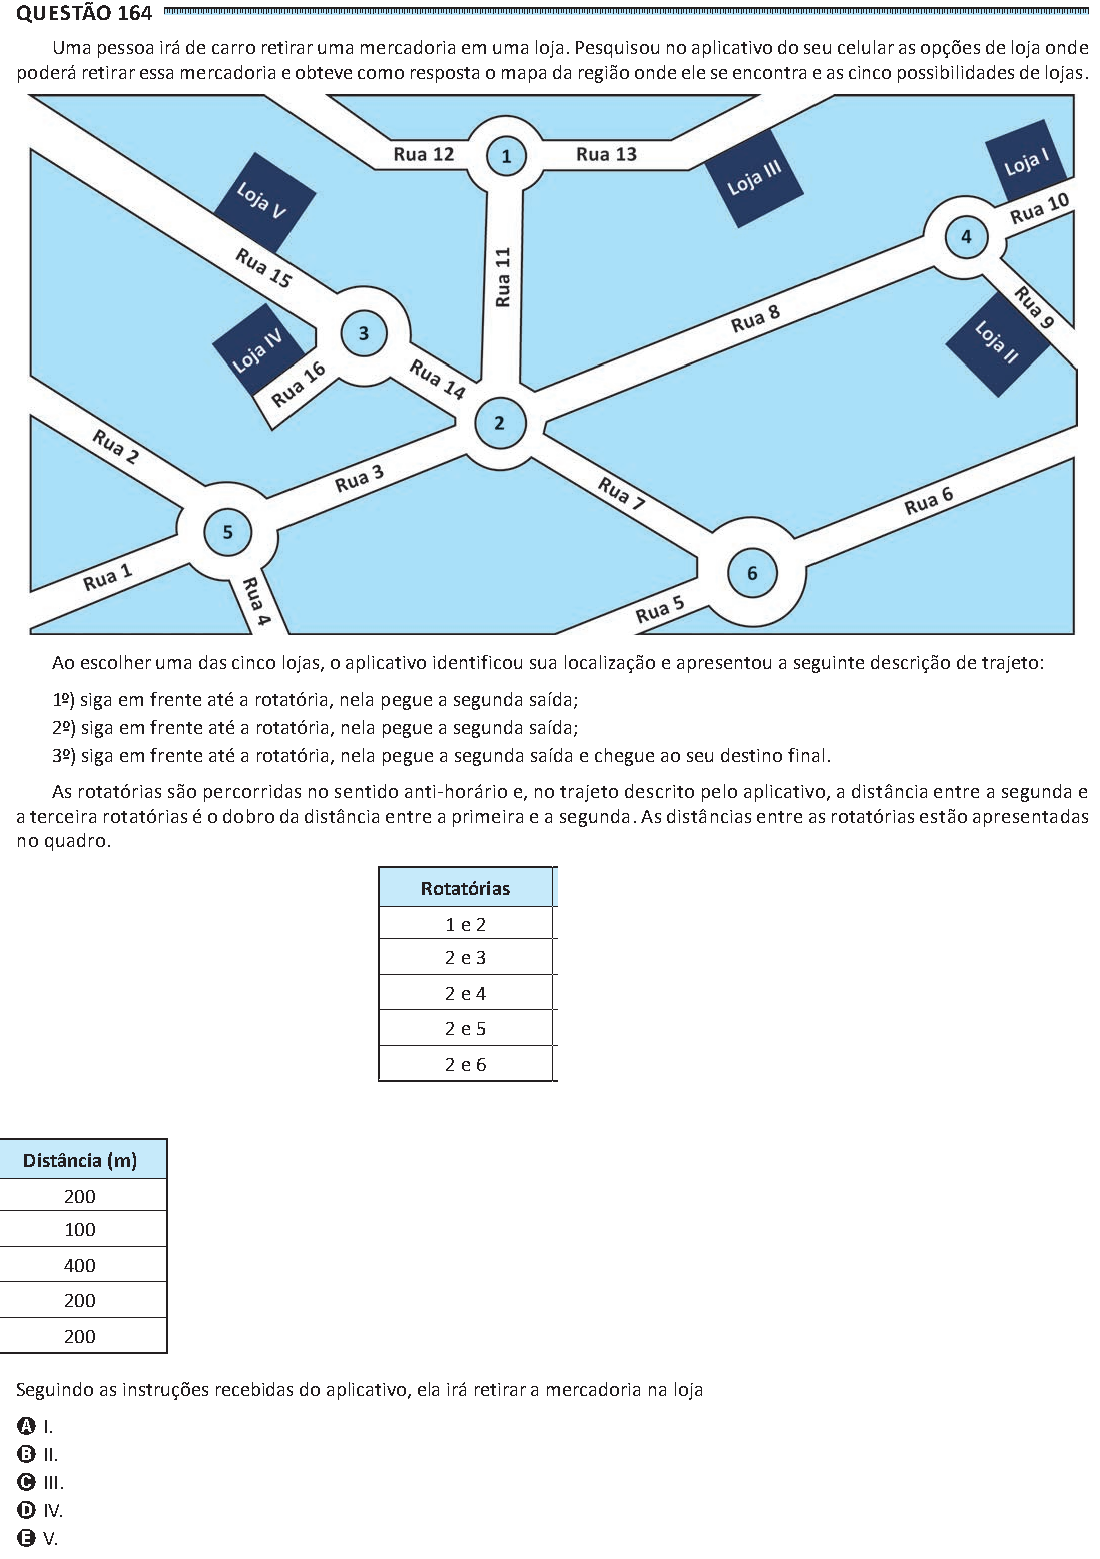 QUESTÃO 164
Uma pessoa irá de carro retirar uma mercadoria em uma loja. Pesquisou no aplicativo do seu celular as opções de loja onde
poderá retirar essa mercadoria e obteve como resposta o mapa da região onde ele se encontra e as cinco possibilidades de lojas.
Rua 12
1
Rua 13
Loja III
Loja I
Rua 10
Loja V
4
Rua 15
Rua 11
Rua 9
Rua 8
Loja II
3
Loja IV
Rua 16
Rua 14
2
Rua 2
Rua 3
Rua 7
Rua 6
5
Rua 1
Rua 4
6
Rua 5
Ao escolher uma das cinco lojas, o aplicativo identificou sua localização e apresentou a seguinte descrição de trajeto:
1º) siga em frente até a rotatória, nela pegue a segunda saída;
2º) siga em frente até a rotatória, nela pegue a segunda saída;
3º) siga em frente até a rotatória, nela pegue a segunda saída e chegue ao seu destino final.
As rotatórias são percorridas no sentido anti-horário e, no trajeto descrito pelo aplicativo, a distância entre a segunda e
a terceira rotatórias é o dobro da distância entre a primeira e a segunda. As distâncias entre as rotatórias estão apresentadas
no quadro.
Rotatórias
1 e 2
2 e 3
2 e 4
2 e 5
2 e 6
Distância (m)
200
100
400
200
200
Seguindo as instruções recebidas do aplicativo, ela irá retirar a mercadoria na loja
A I.
B II.
C III.
D IV.
E V.